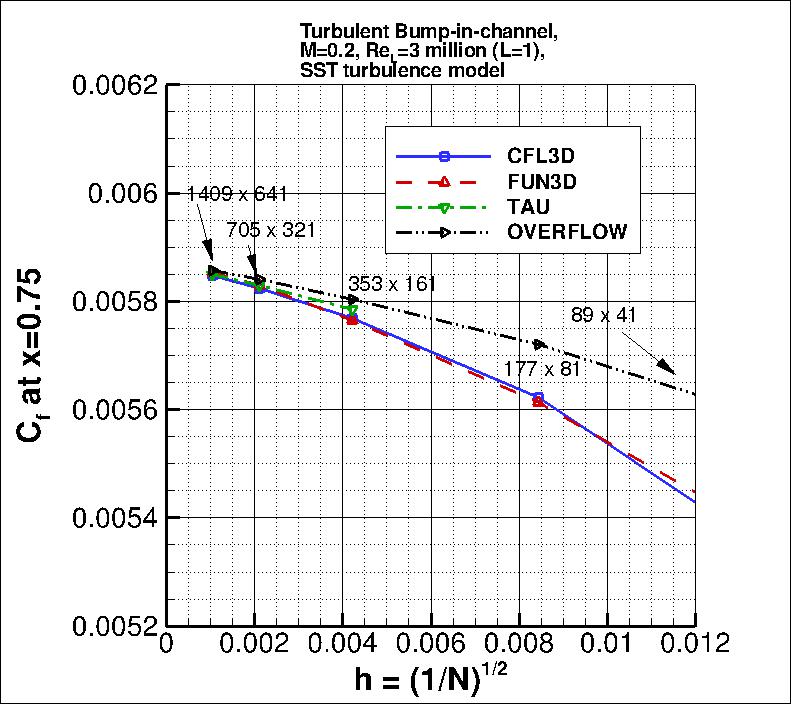 Turbulent Bump-in-channel,
M=0.2, Re_L=3 million (L=1),
SST turbulence model
0.0062
0.006
0.0058
0.0056
0.0054
0.0052
C_f at x=0.75
CFL3D
FUN3D
TAU
OVERFLOW
1409 x 641
705 x 321
353 x 161
89 x 41
177 x 81
0 0.002 0.004 0.006 0.008 0.01 0.012
h = (1/N)^1/2